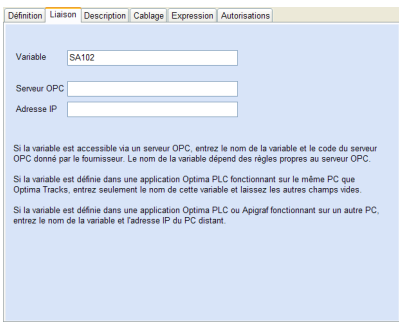 Définition Liaison Description Cablage Expression Autorisations
Variable SA102
Serveur OPC
Adresse IP
Si la variable est accessible via un serveur OPC, entrez le nom de la variable et le code du serveur
OPC donné par le fournisseur. Le nom de la variable dépend des régles propres au serveur OPC.
Si la variable est définie dans une application Optima PLC fonctionnant sur le même PC que
Optima Tracks, entrez seulement le nom de cette variable et laissez les autres champs vides.
Si la variable est définie dans une application Optima PLC ou Apigraf fonctionnant sur un autre PC,
entrez le nom de la variable et l'adresse IP du PC distant.